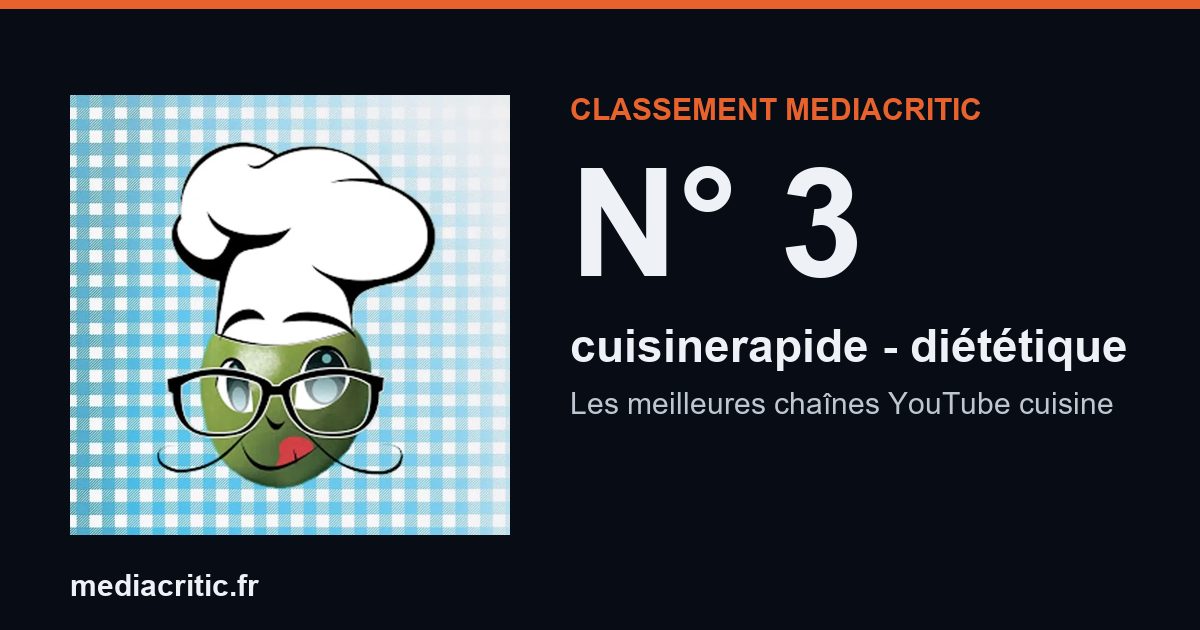 CLASSEMENT MEDIACRITIC
N° 3
cuisinerapide - diététique
Les meilleures chaînes YouTube cuisine
mediacritic.fr